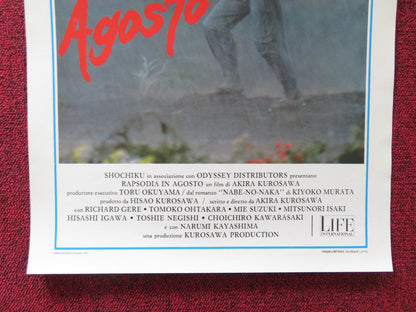 Agosto
SHOCHIKU in associazione con ODYSSEY DISTRIBUTORS presentano
RAPSODIA IN AGOSTO un film di AKIRA KUROSAWA
produttore esecutivo TORU OKUYAMA / dal romanzo "NABE-NO-NAKA" di KIYOKO MURATA
prodotto da HISAO KUROSAWA / scritto e diretto da AKIRA KUROSAWA
con RICHARD GERE • TOMOKO OHTAKARA • MIE SUZUKI • MITSUNORI ISAKI
HISASHI IGAWA • TOSHIE NEGISHI • CHOICHIRO KAWARASAKI
e con NARUMI KAYASHIMA
una produzione KUROSAWA PRODUCTION
LIFE
INTERNATIONAL